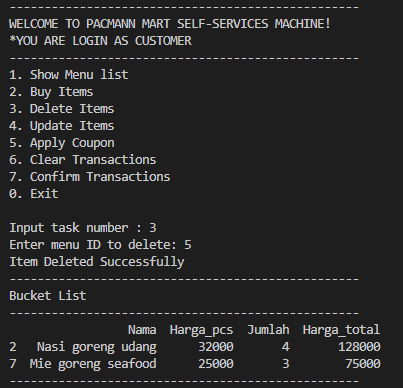 --------------------------------------------------
WELCOME TO PACMANN MART SELF-SERVICES MACHINE!
*YOU ARE LOGIN AS CUSTOMER
--------------------------------------------------
1. Show Menu list
2. Buy Items
3. Delete Items
4. Update Items
5. Apply Coupon
6. Clear Transactions
7. Confirm Transactions
0. Exit
Input task number : 3
Enter menu ID to delete: 5
Item Deleted Successfully
--------------------------------------------------
Bucket List
--------------------------------------------------
                 Nama  Harga_pcs  Jumlah  Harga_total
2   Nasi goreng udang      32000       4       128000
7  Mie goreng seafood      25000       3        75000
--------------------------------------------------